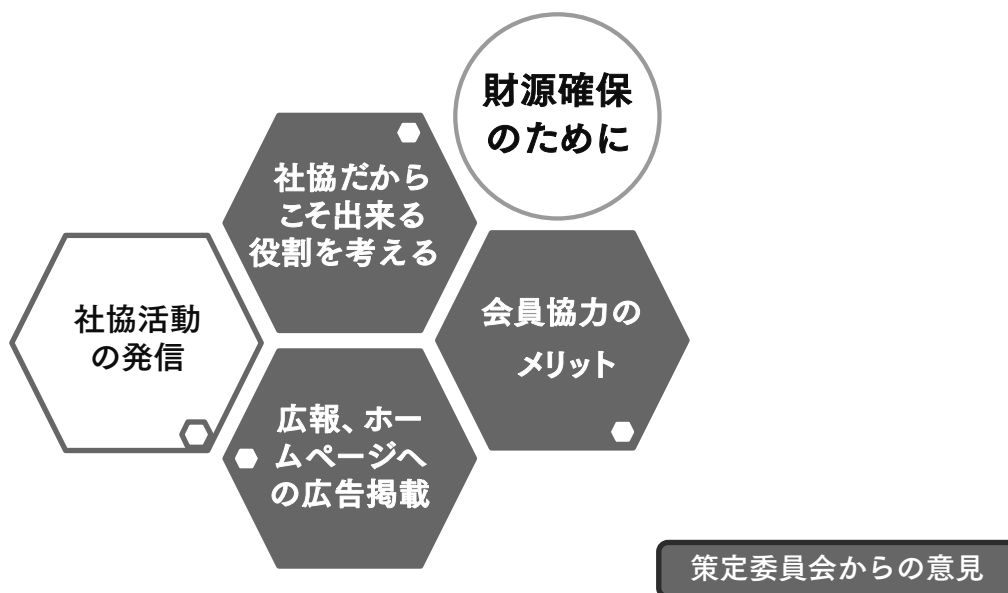 財源確保
のために
社協だから
こそ出来る
役割を考える
社協活動
の発信
会員協力の
メリット
広報、ホー
ムページへ
の広告掲載
策定委員会からの意見